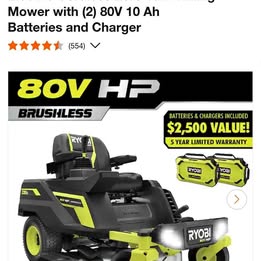 Mower with (2) 80V 10 Ah
Batteries and Charger
(554)
80V HP
BRUSHLESS
BATTERIES & CHARGERS INCLUDED
$2,500 VALUE!
5 YEAR LIMITED WARRANTY
RYOBI
RYOBI